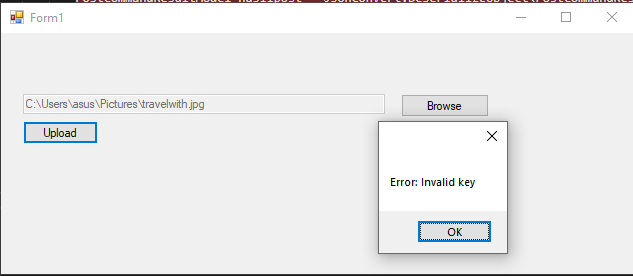 Form1
C:\Users\asus\Pictures\travelwith.jpg
Browse
Upload
Error: Invalid key
OK